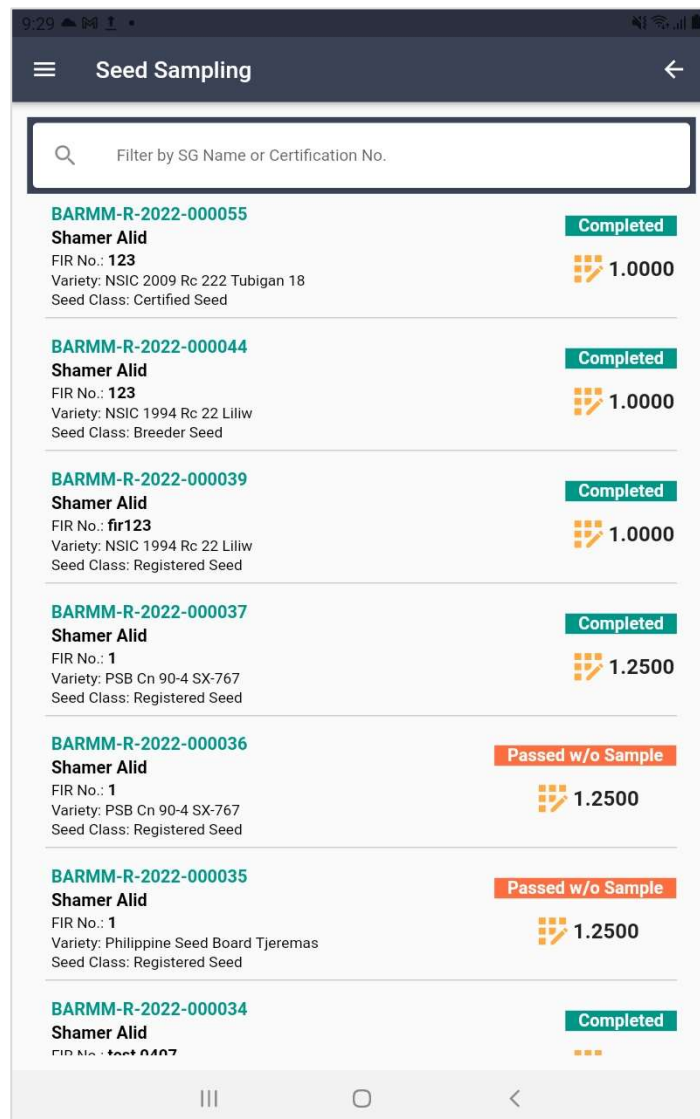 9:29
Seed Sampling
Filter by SG Name or Certification No.
BARMM-R-2022-000055
Completed
Shamer Alid
FIR No.: 123
1.0000
Variety: NSIC 2009 Rc 222 Tubigan 18
Seed Class: Certified Seed
BARMM-R-2022-000044
Completed
Shamer Alid
FIR No.: 123
1.0000
Variety: NSIC 1994 Rc 22 Liliw
Seed Class: Breeder Seed
BARMM-R-2022-000039
Completed
Shamer Alid
FIR No.: fir123
1.0000
Variety: NSIC 1994 Rc 22 Liliw
Seed Class: Registered Seed
BARMM-R-2022-000037
Completed
Shamer Alid
FIR No.: 1
1.2500
Variety: PSB Cn 90-4 SX-767
Seed Class: Registered Seed
BARMM-R-2022-000036
Passed w/o Sample
Shamer Alid
FIR No.: 1
1.2500
Variety: PSB Cn 90-4 SX-767
Seed Class: Registered Seed
BARMM-R-2022-000035
Passed w/o Sample
Shamer Alid
FIR No.: 1
1.2500
Variety: Philippine Seed Board Tjeremas
Seed Class: Registered Seed
BARMM-R-2022-000034
Completed
Shamer Alid
FIR No.: test 0407